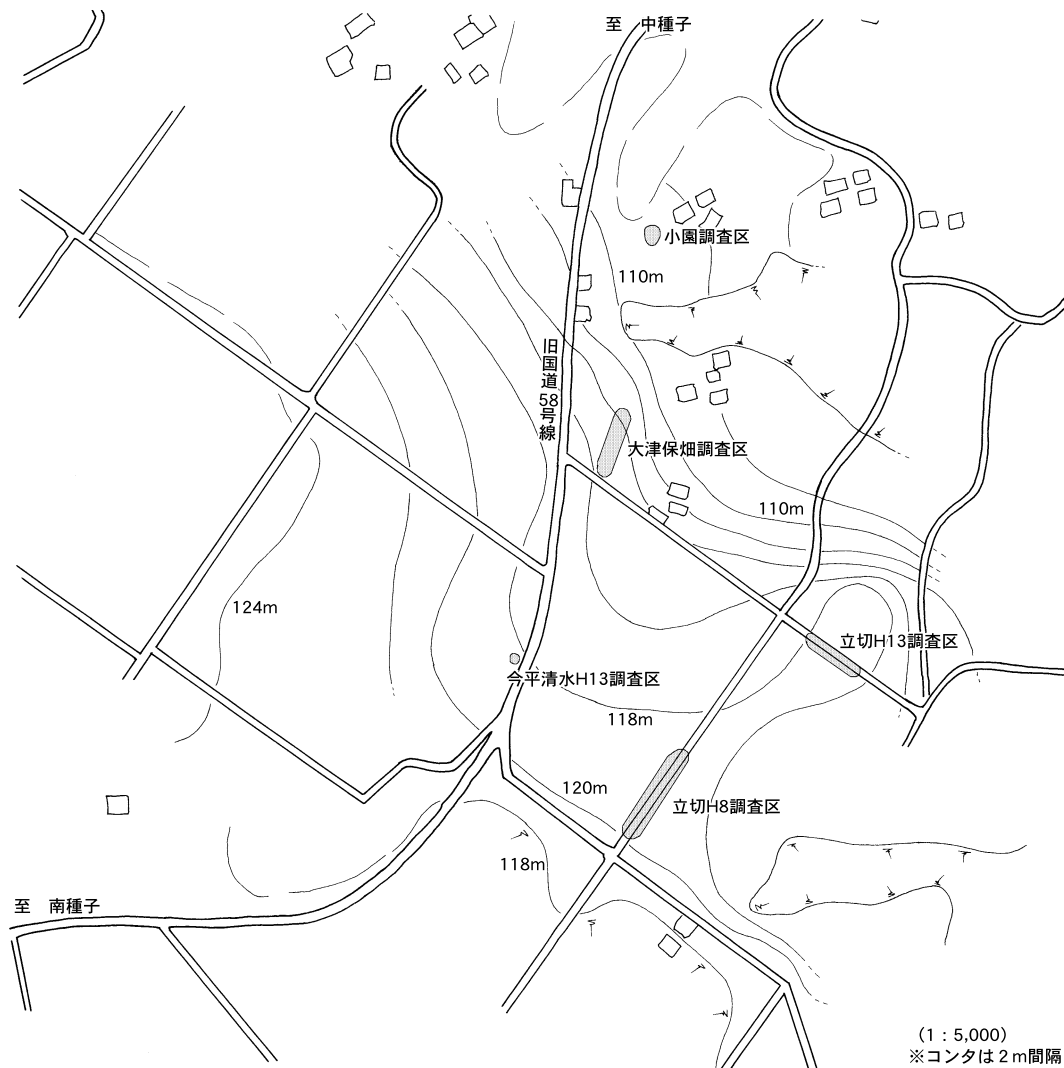 至　中種子
小園調査区
110m
旧国道58号線
大津保畑調査区
110m
124m
立切H13調査区
今平清水H13調査区
118m
120m
立切H8調査区
118m
至　南種子
(1：5,000)
※コンタは２m間隔